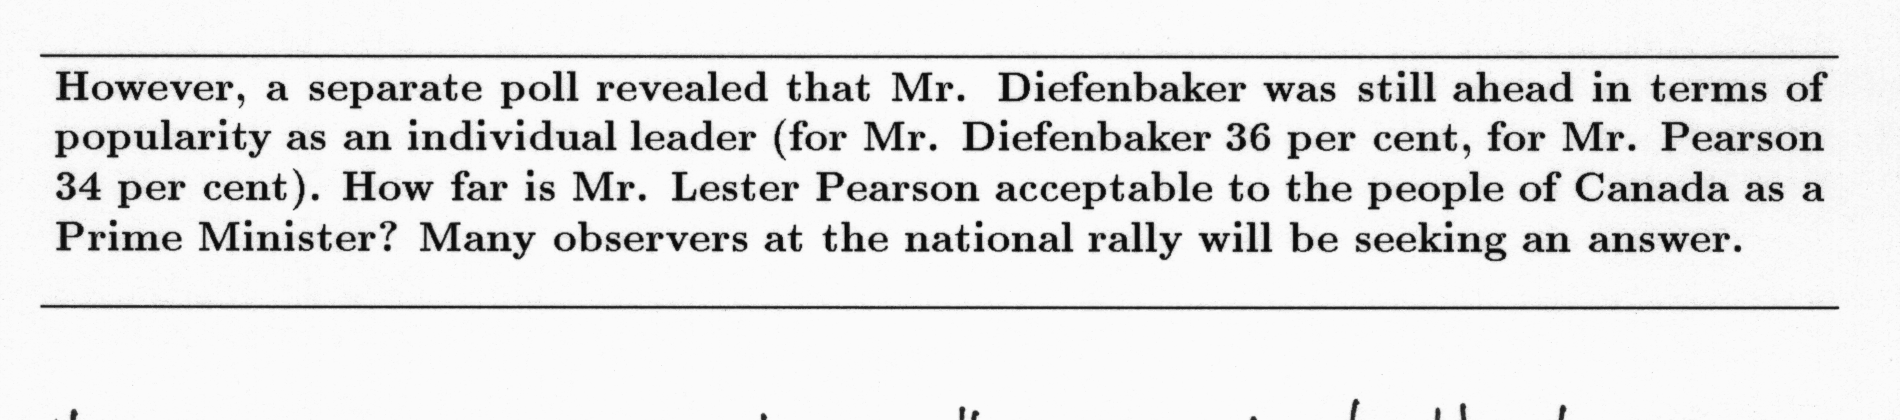 However, a separate poll revealed that Mr. Diefenbaker was still ahead in terms of
popularity as an individual leader (for Mr. Diefenbaker 36 per cent, for Mr. Pearson
34 per cent). How far is Mr. Lester Pearson acceptable to the people of Canada as a
Prime Minister? Many observers at the national rally will be seeking an answer.